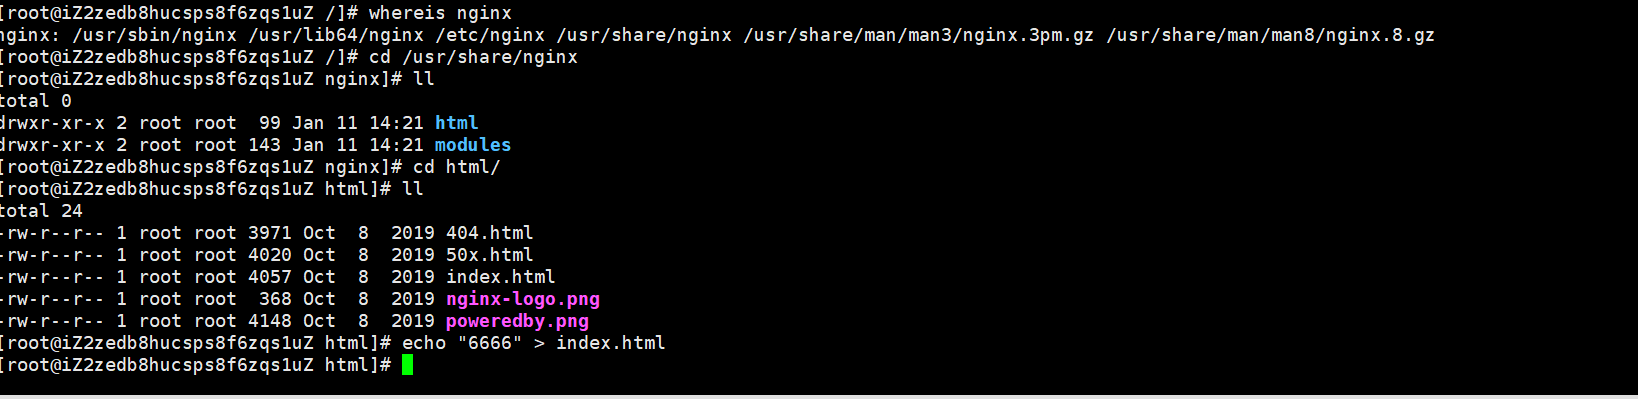 [root@iZ2zedb8hucsps8f6zqs1uZ /]# whereis nginx
nginx: /usr/sbin/nginx /usr/lib64/nginx /etc/nginx /usr/share/nginx /usr/share/man/man3/nginx.3pm.gz /usr/share/man/man8/nginx.8.gz
[root@iZ2zedb8hucsps8f6zqs1uZ /]# cd /usr/share/nginx
[root@iZ2zedb8hucsps8f6zqs1uZ nginx]# ll
total 0
drwxr-xr-x 2 root root  99 Jan 11 14:21 html
drwxr-xr-x 2 root root 143 Jan 11 14:21 modules
[root@iZ2zedb8hucsps8f6zqs1uZ nginx]# cd html/
[root@iZ2zedb8hucsps8f6zqs1uZ html]# ll
total 24
-rw-r--r-- 1 root root 3971 Oct  8  2019 404.html
-rw-r--r-- 1 root root 4020 Oct  8  2019 50x.html
-rw-r--r-- 1 root root 4057 Oct  8  2019 index.html
-rw-r--r-- 1 root root  368 Oct  8  2019 nginx-logo.png
-rw-r--r-- 1 root root 4148 Oct  8  2019 poweredby.png
[root@iZ2zedb8hucsps8f6zqs1uZ html]# echo "6666" > index.html
[root@iZ2zedb8hucsps8f6zqs1uZ html]#